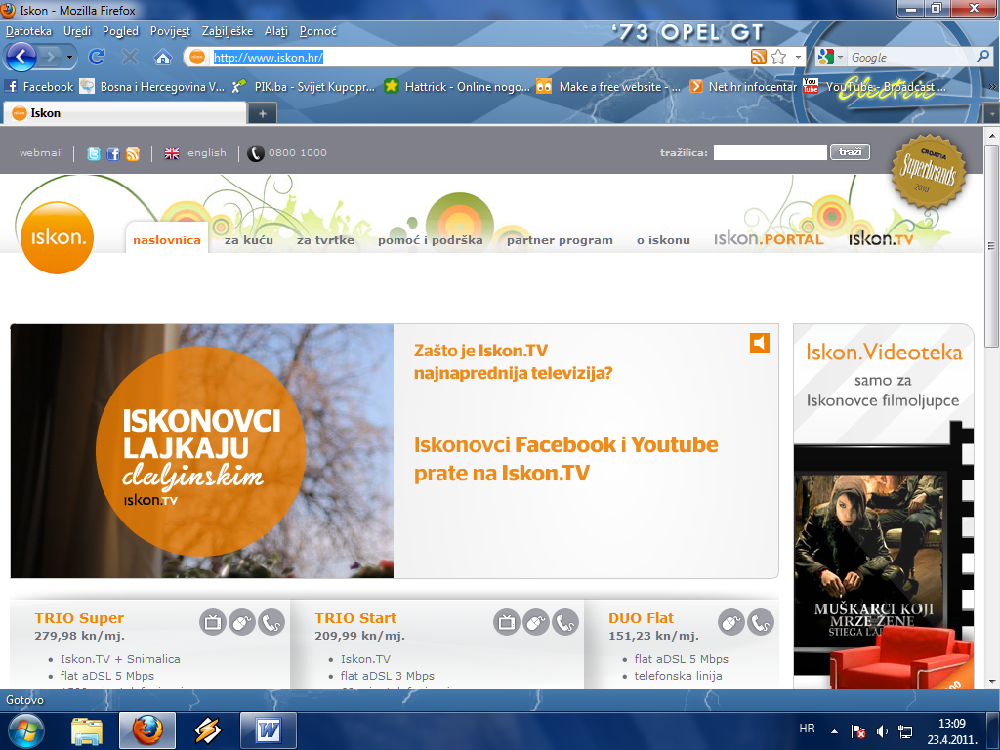 Iskon - Mozilla Firefox
Datoteka Uredi Pogled Povijest Zabilješke Alati Pomoć
'73 OPEL GT
http://www.iskon.hr/
Google
Facebook Bosna i Hercegovina V... PIK.ba - Svijet Kupopr... Hattrick - Online nogo... Make a free website - ... Net.hr infocentar YouTube - Broadcast ...
Electric
Iskon
webmail english 0800 1000 tražilica: traži
CROATIA
Superbrands
2010
iskon.
naslovnica za kuću za tvrtke pomoć i podrška partner program o iskonu iskon.PORTAL iskon.TV
Zašto je Iskon.TV
najnaprednija televizija?
ISKONOVCI
LAJKAJU
daljinskim
iskon.TV
Iskonovci Facebook i Youtube
prate na Iskon.TV
Iskon.Videoteka
samo za
Iskonovce filmoljupce
MUŠKARCI KOJI
MRZE ŽENE
TRIO Super
279,98 kn/mj.
Iskon.TV + Snimalica
flat aDSL 5 Mbps
TRIO Start
209,99 kn/mj.
Iskon.TV
flat aDSL 3 Mbps
DUO Flat
151,23 kn/mj.
flat aDSL 5 Mbps
telefonska linija
Gotovo
HR
13:09
23.4.2011.